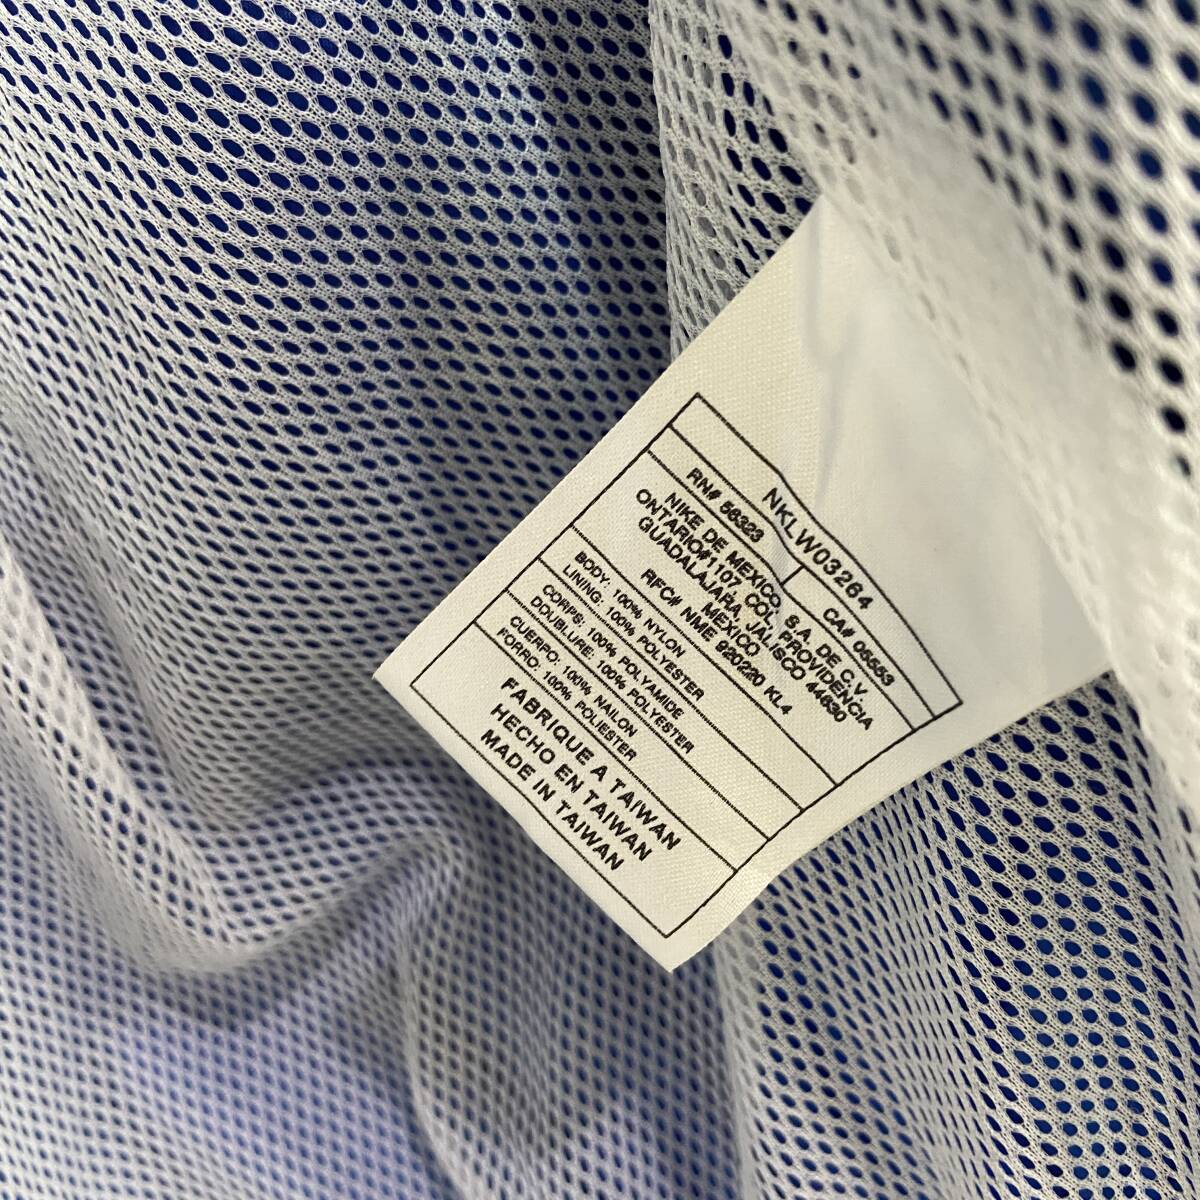 NKLW03264
RN# 56323 CA# 05553
NIKE DE MEXICO, S.A. DE C.V.
ONTARIO#1107 COL. PROVIDENCIA
GUADALAJARA, JALISCO 44630
MEXICO
RFC# NME 920220 KL4
BODY: 100% NYLON
LINING: 100% POLYESTER
CORPS: 100% POLYAMIDE
DOUBLURE: 100% POLYESTER
CUERPO: 100% NAILON
FORRO: 100% POLIESTER
FABRIQUE A TAIWAN
HECHO EN TAIWAN
MADE IN TAIWAN